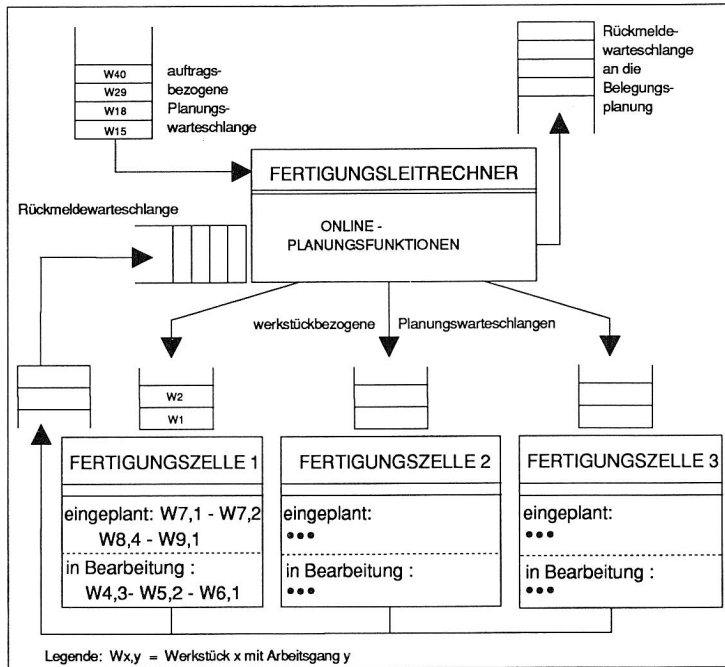 W40
W29
W18
W15
auftrags-
bezogene
Planungs-
warteschlange
Rückmelde-
warteschlange
an die
Belegungs-
planung
FERTIGUNGSLEITRECHNER
ONLINE -
PLANUNGSFUNKTIONEN
Rückmeldewarteschlange
werkstückbezogene Planungswarteschlangen
W2
W1
FERTIGUNGSZELLE 1
eingeplant: W7,1 - W7,2
W8,4 - W9,1
in Bearbeitung :
W4,3- W5,2 - W6,1
FERTIGUNGSZELLE 2
eingeplant:
●●●
in Bearbeitung :
●●●
FERTIGUNGSZELLE 3
eingeplant:
●●●
in Bearbeitung :
●●●
Legende: Wx,y = Werkstück x mit Arbeitsgang y